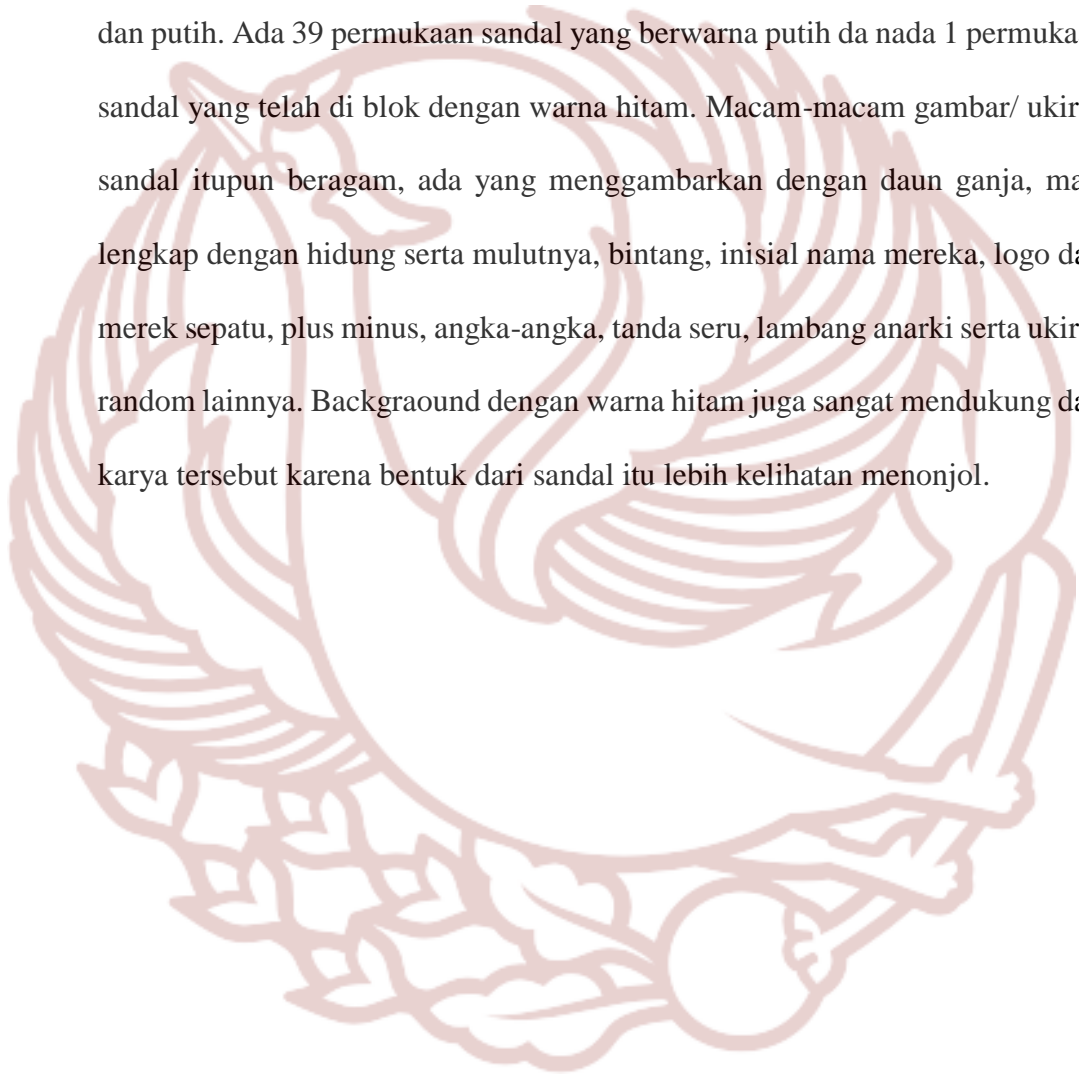 dan putih. Ada 39 permukaan sandal yang berwarna putih da nada 1 permuka
sandal yang telah di blok dengan warna hitam. Macam-macam gambar/ ukir
sandal itupun beragam, ada yang menggambarkan dengan daun ganja, ma
lengkap dengan hidung serta mulutnya, bintang, inisial nama mereka, logo da
merek sepatu, plus minus, angka-angka, tanda seru, lambang anarki serta ukir
random lainnya. Backgraound dengan warna hitam juga sangat mendukung da
karya tersebut karena bentuk dari sandal itu lebih kelihatan menonjol.